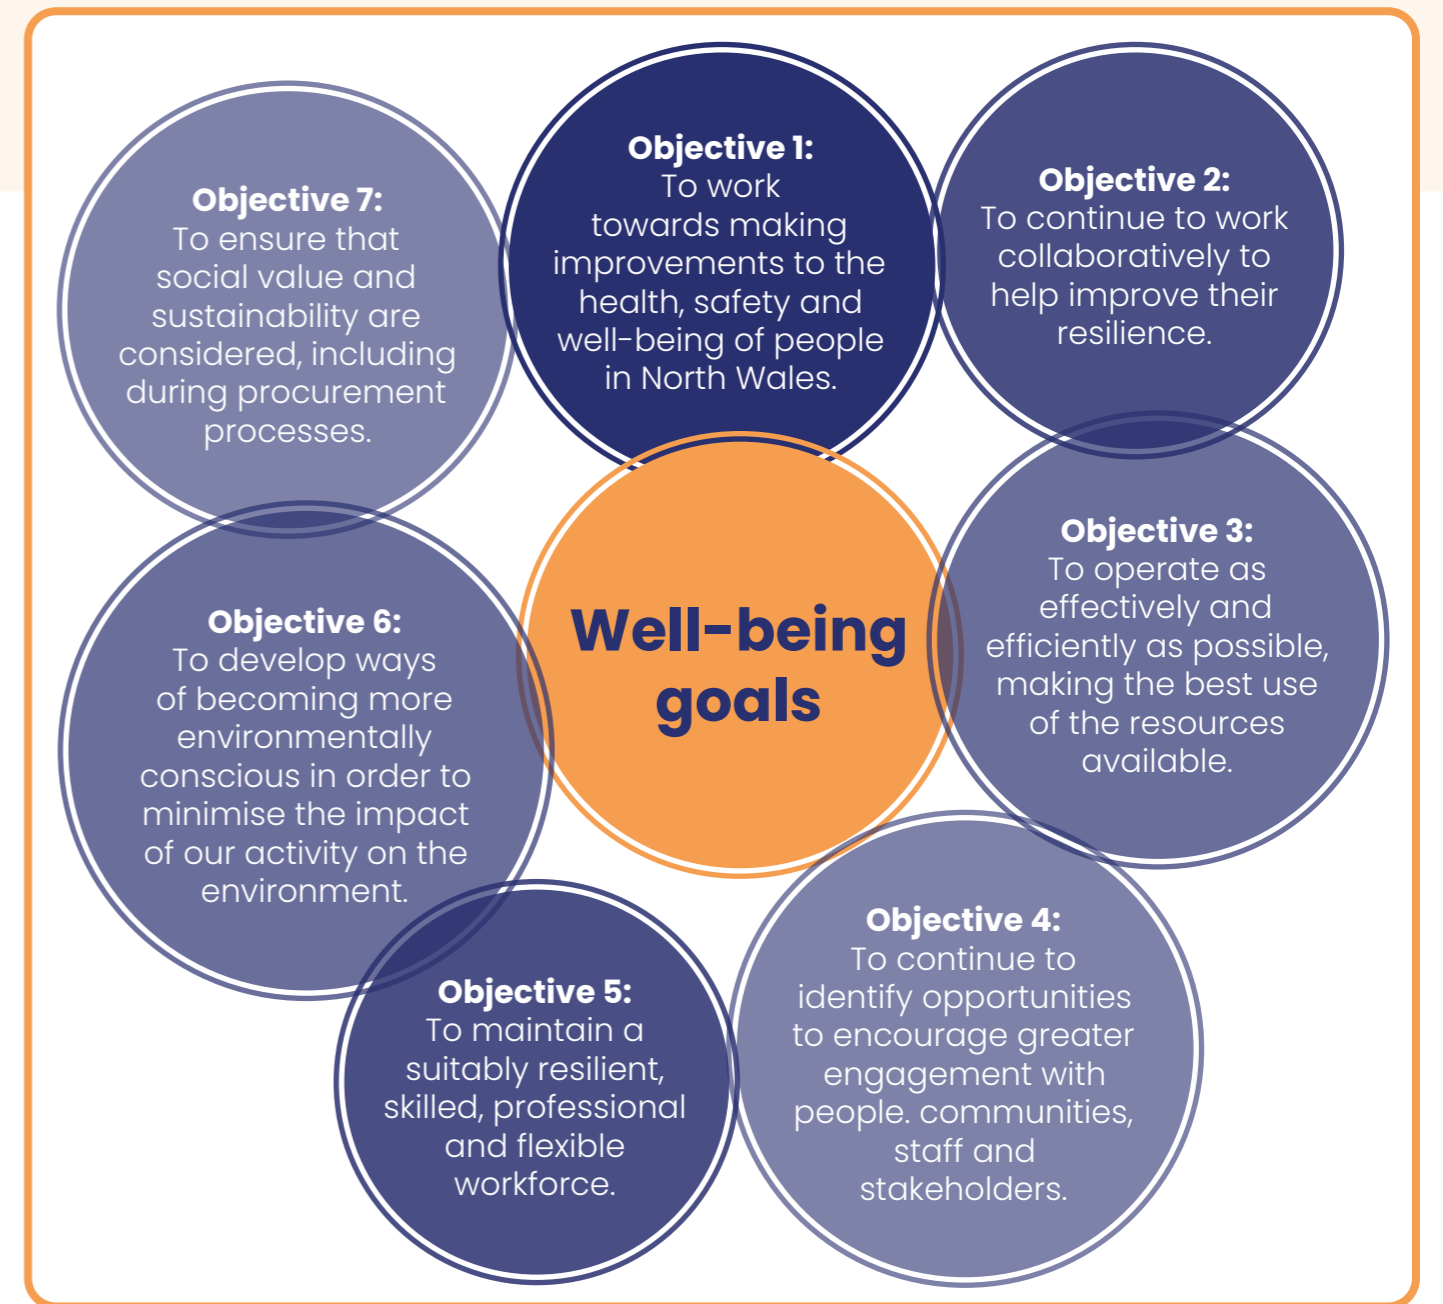 Objective 1:
To work
towards making
improvements to the
health, safety and
well-being of people
in North Wales.
Objective 2:
To continue to work
collaboratively to
help improve their
resilience.
Objective 3:
To operate as
effectively and
efficiently as possible,
making the best use
of the resources
available.
Objective 4:
To continue to
identify opportunities
to encourage greater
engagement with
people. communities,
staff and
stakeholders.
Objective 5:
To maintain a
suitably resilient,
skilled, professional
and flexible
workforce.
Objective 6:
To develop ways
of becoming more
environmentally
conscious in order to
minimise the impact
of our activity on the
environment.
Objective 7:
To ensure that
social value and
sustainability are
considered, including
during procurement
processes.
Well-being
goals